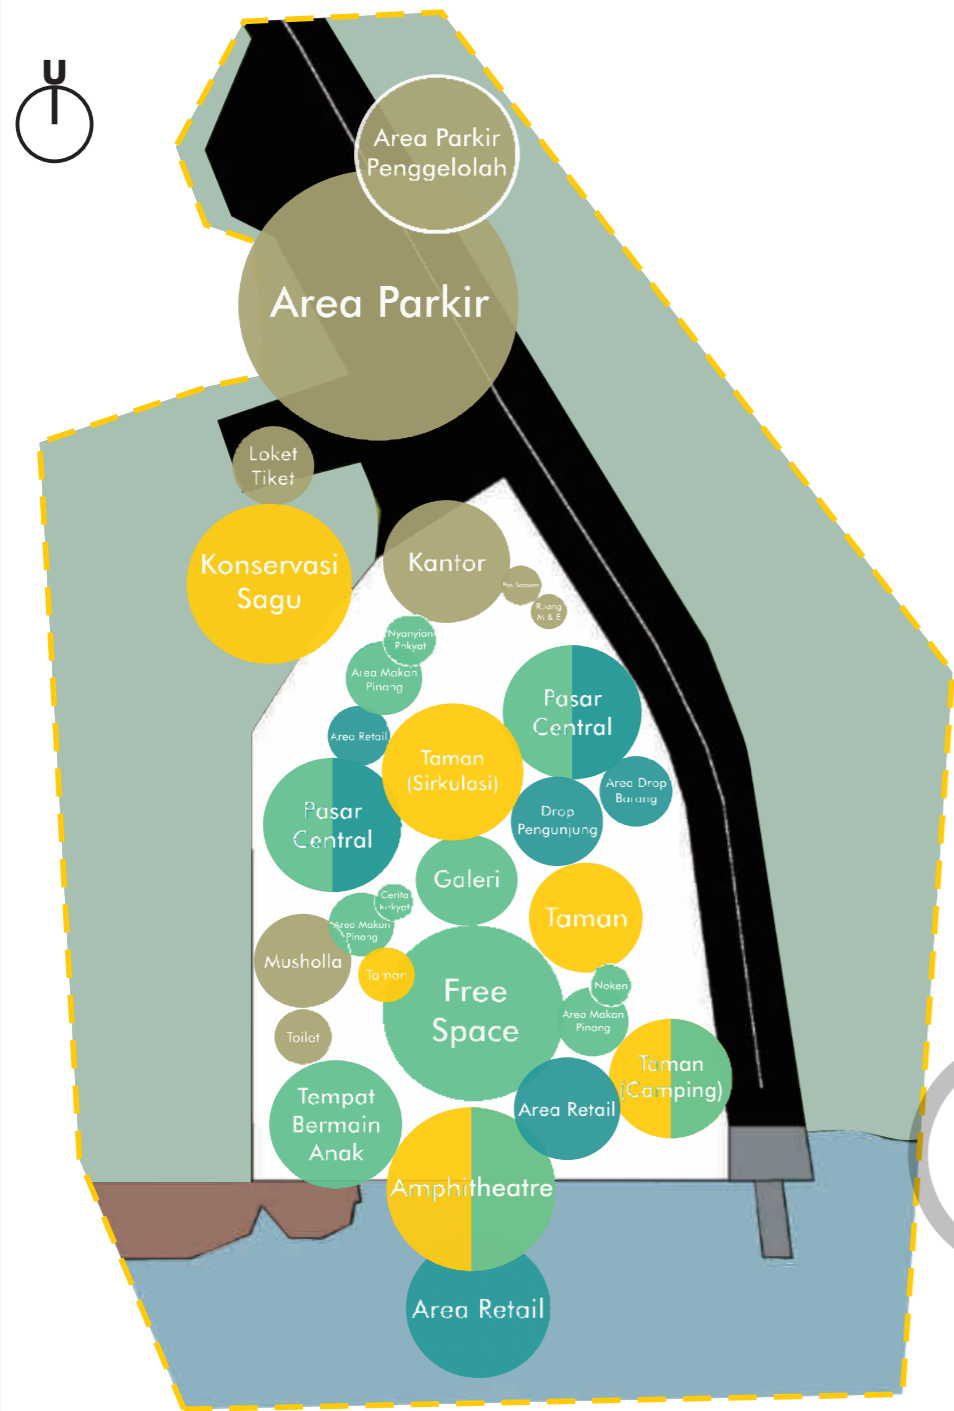 U
Area Parkir
Penggelolah
Area Parkir
Loket
Tiket
Konservasi
Sagu
Kantor
Pos Satpam
Ruang
M & E
Nyanyian
Rakyat
Area Makan
Pinang
Area Retail
Pasar
Central
Taman
(Sirkulasi)
Area Drop
Barang
Drop
Pengunjung
Pasar
Central
Galeri
Cerita
Rakyat
Area Makan
Pinang
Taman
Musholla
Taman
Free
Space
Noken
Area Makan
Pinang
Toilet
Taman
(Camping)
Tempat
Bermain
Anak
Area Retail
Amphitheatre
Area Retail